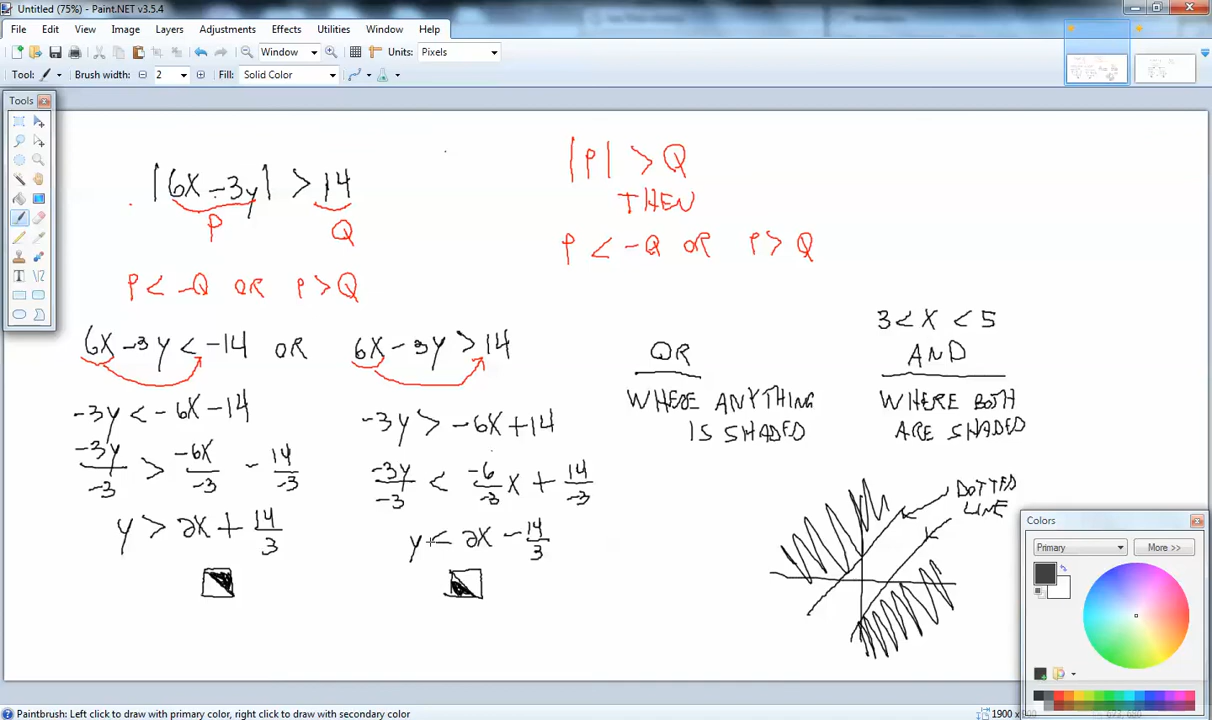 Untitled (75%) - Paint.NET v3.5.4
File Edit View Image Layers Adjustments Effects Utilities Window Help
Window Units: Pixels
Tool: Brush width: 2 Fill: Solid Color
Tools
|6X - 3y| > 14
P Q
P < -Q OR P > Q
6X - 3y < -14 OR 6X - 3y > 14
-3y < -6X - 14
-3y/-3 > -6X/-3 - 14/-3
y > 2X + 14/3
-3y > -6X + 14
-3y/-3 < -6/-3 X + 14/-3
y < 2X - 14/3
|P| > Q
THEN
P < -Q OR P > Q
OR
WHERE ANYTHING
IS SHADED
3 < X < 5
AND
WHERE BOTH
ARE SHADED
DOTTED
LINE
Colors
Primary More >>
Paintbrush: Left click to draw with primary color, right click to draw with secondary color